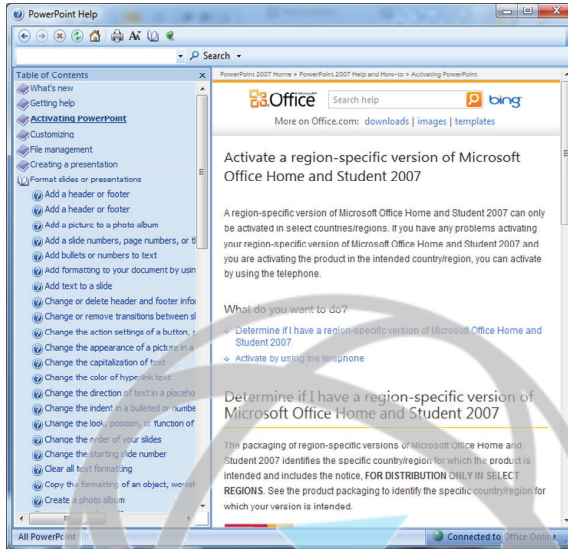 PowerPoint Help
Search
Table of Contents
What's new
Getting help
Activating PowerPoint
Customizing
File management
Creating a presentation
Format slides or presentations
Add a header or footer
Add a header or footer
Add a picture to a photo album
Add a slide numbers, page numbers, or t
Add bullets or numbers to text
Add formatting to your document by usin
Add text to a slide
Change or delete header and footer infor
Change or remove transitions between sl
Change the action settings of a button,
Change the appearance of a picture in a
Change the capitalization of text
Change the color of hyperlink text
Change the direction of text in a placeho
Change the indent in a bulleted or numbe
Change the look, position, or function of
Change the order of your slides
Change the starting slide number
Clear all text formatting
Copy the formatting of an object, worksh
Create a photo album
All PowerPoint
PowerPoint 2007 Home > PowerPoint 2007 Help and How-to > Activating PowerPoint
Office Search help bing
More on Office.com: downloads | images | templates
Activate a region-specific version of Microsoft
Office Home and Student 2007
A region-specific version of Microsoft Office Home and Student 2007 can only
be activated in select countries/regions. If you have any problems activating
your region-specific version of Microsoft Office Home and Student 2007 and
you are activating the product in the intended country/region, you can activate
by using the telephone.
What do you want to do?
Determine if I have a region-specific version of Microsoft Office Home and
Student 2007
Activate by using the telephone
Determine if I have a region-specific version of
Microsoft Office Home and Student 2007
The packaging of region-specific versions of Microsoft Office Home and
Student 2007 identifies the specific country/region for which the product is
intended and includes the notice, FOR DISTRIBUTION ONLY IN SELECT
REGIONS. See the product packaging to identify the specific country/region for
which your version is intended.
Connected to Office Online